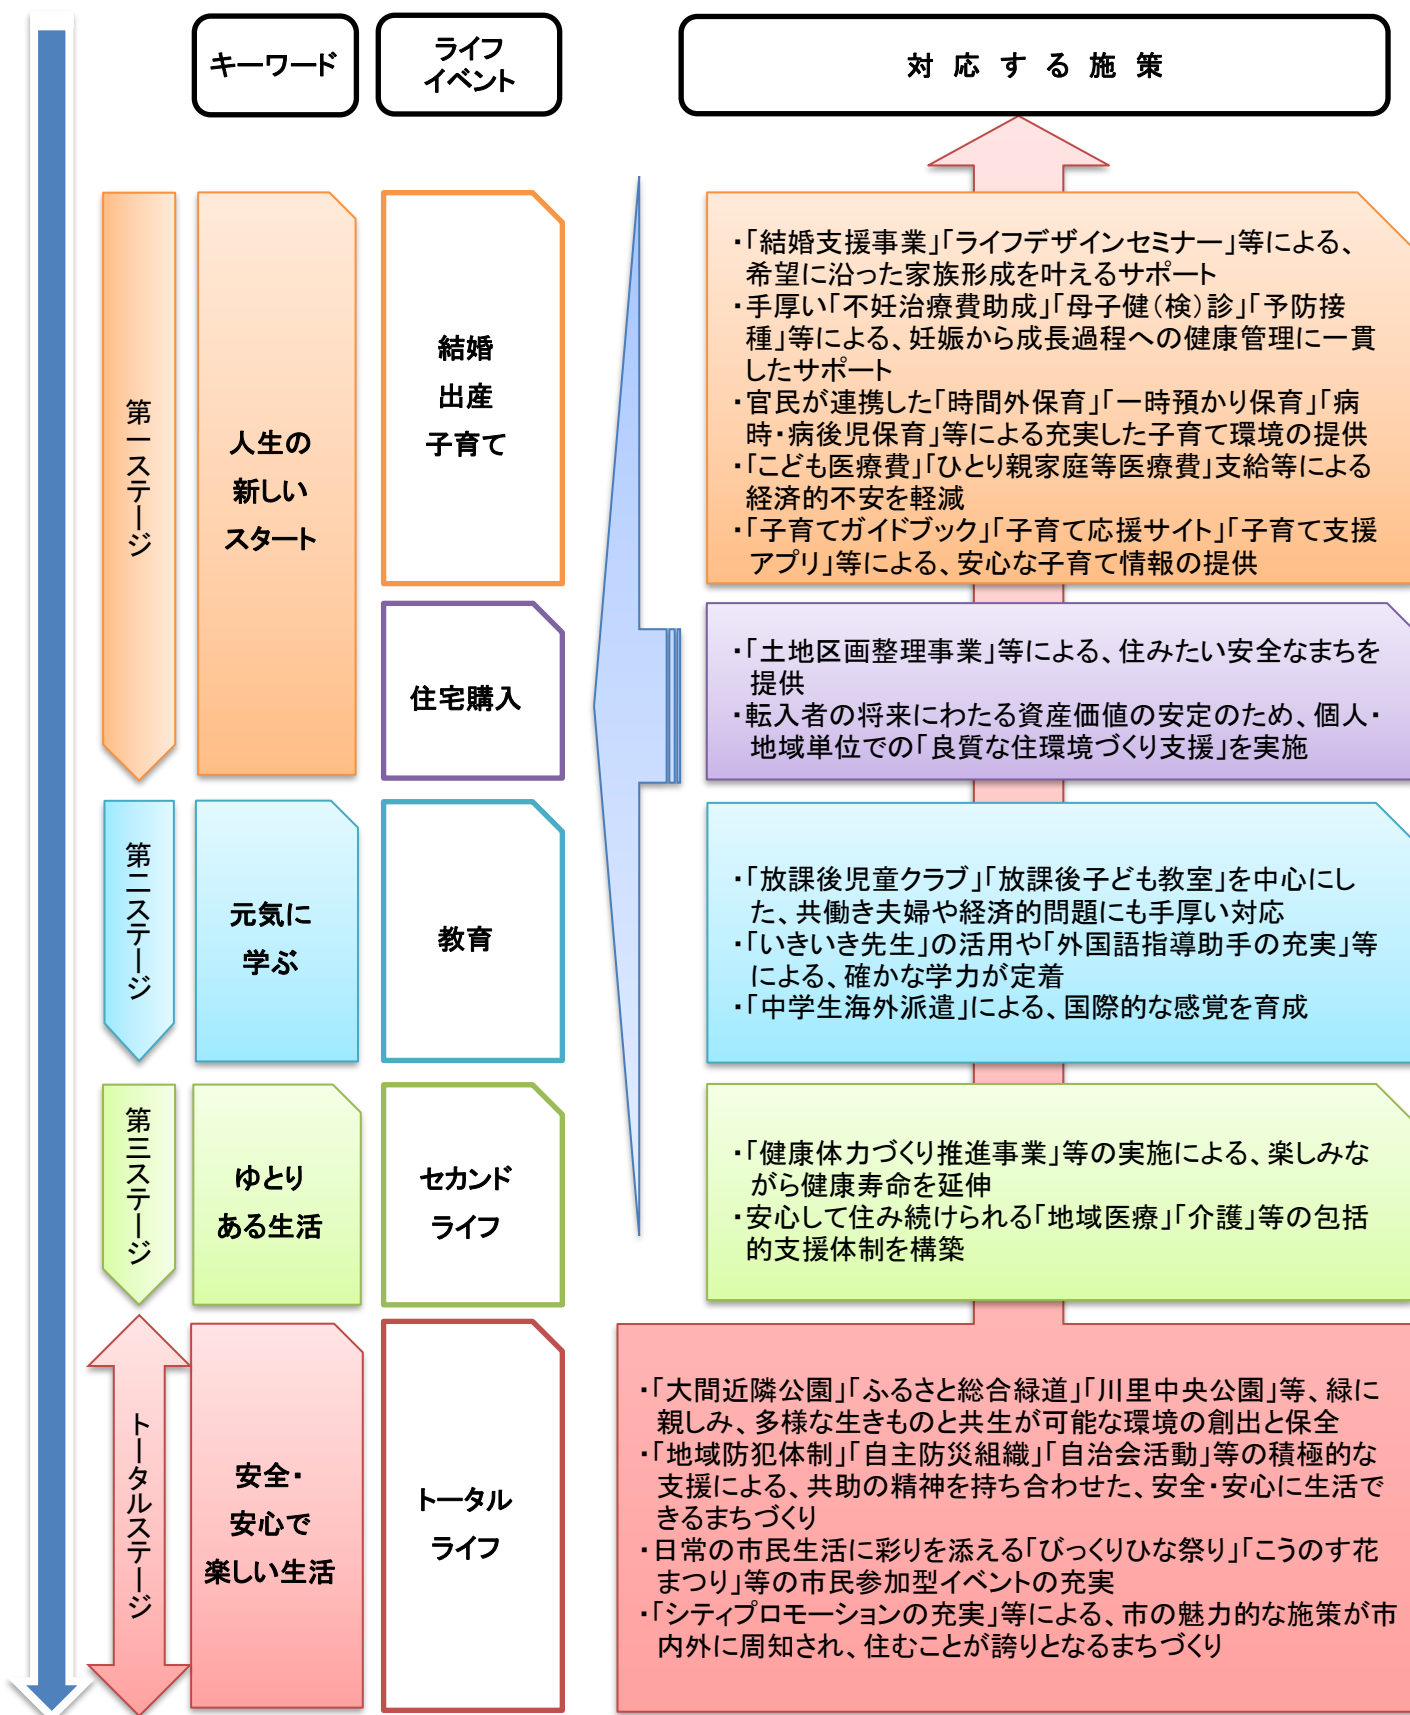 キーワード
ライフ
イベント
対応する施策
第一ステージ
人生の
新しい
スタート
結婚
出産
子育て
・「結婚支援事業」「ライフデザインセミナー」等による、
希望に沿った家族形成を叶えるサポート
・手厚い「不妊治療費助成」「母子健(検)診」「予防接
種」等による、妊娠から成長過程への健康管理に一貫
したサポート
・官民が連携した「時間外保育」「一時預かり保育」「病
時・病後児保育」等による充実した子育て環境の提供
・「こども医療費」「ひとり親家庭等医療費」支給等による
経済的不安を軽減
・「子育てガイドブック」「子育て応援サイト」「子育て支援
アプリ」等による、安心な子育て情報の提供
住宅購入
・「土地区画整理事業」等による、住みたい安全なまちを
提供
・転入者の将来にわたる資産価値の安定のため、個人・
地域単位での「良質な住環境づくり支援」を実施
第二ステージ
元気に
学ぶ
教育
・「放課後児童クラブ」「放課後子ども教室」を中心にし
た、共働き夫婦や経済的問題にも手厚い対応
・「いきいき先生」の活用や「外国語指導助手の充実」等
による、確かな学力が定着
・「中学生海外派遣」による、国際的な感覚を育成
第三ステージ
ゆとり
ある生活
セカンド
ライフ
・「健康体力づくり推進事業」等の実施による、楽しみな
がら健康寿命を延伸
・安心して住み続けられる「地域医療」「介護」等の包括
的支援体制を構築
トータルステージ
安全・
安心で
楽しい生活
トータル
ライフ
・「大間近隣公園」「ふるさと総合緑道」「川里中央公園」等、緑に
親しみ、多様な生きものと共生が可能な環境の創出と保全
・「地域防犯体制」「自主防災組織」「自治会活動」等の積極的な
支援による、共助の精神を持ち合わせた、安全・安心に生活で
きるまちづくり
・日常の市民生活に彩りを添える「びっくりひな祭り」「こうのす花
まつり」等の市民参加型イベントの充実
・「シティプロモーションの充実」等による、市の魅力的な施策が市
内外に周知され、住むことが誇りとなるまちづくり